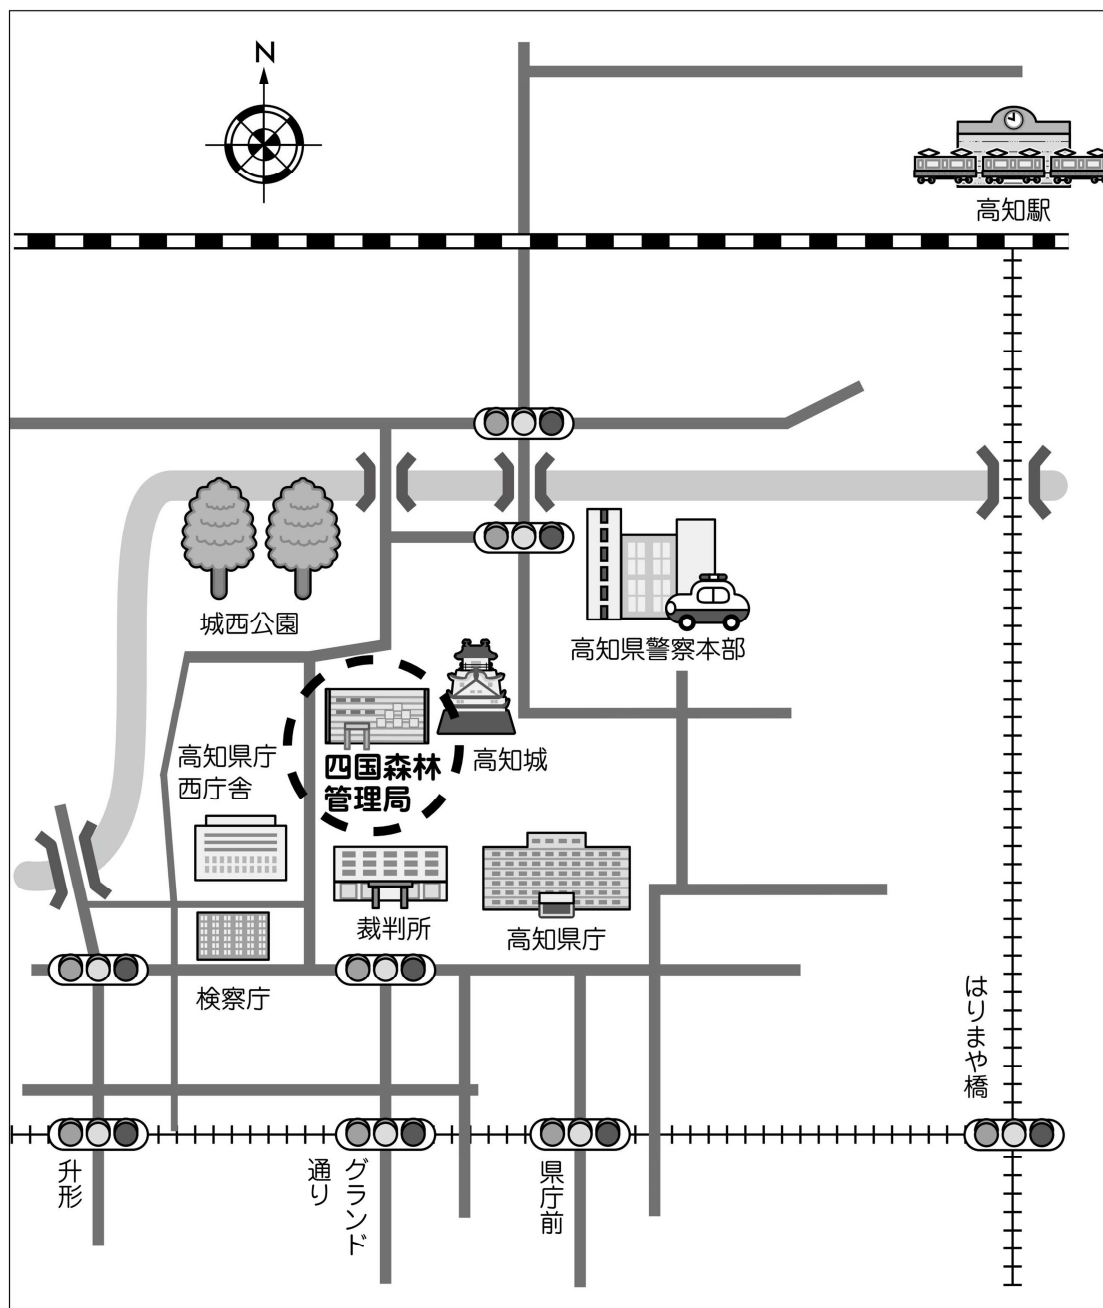 N
高知駅
城西公園
高知県警察本部
高知県庁
西庁舎
四国森林
管理局
高知城
裁判所
高知県庁
検察庁
はりまや橋
升形
グランド
通り
県庁前